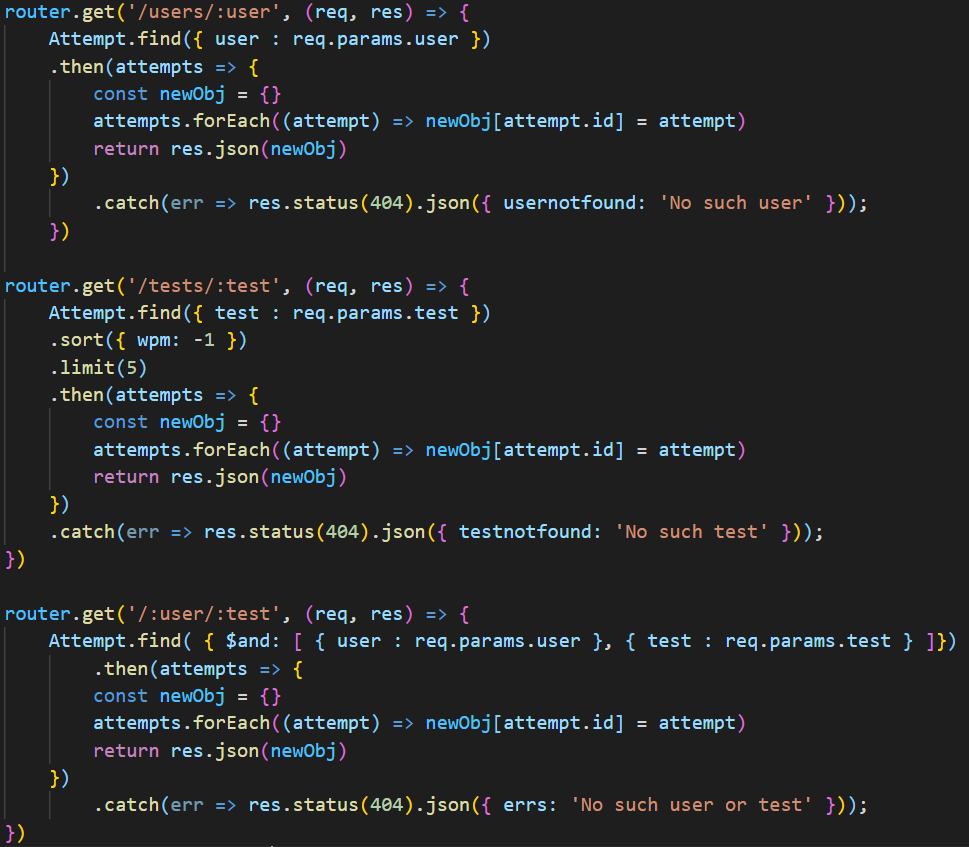 router.get('/users/:user', (req, res) => {
    Attempt.find({ user : req.params.user })
    .then(attempts => {
        const newObj = {}
        attempts.forEach((attempt) => newObj[attempt.id] = attempt)
        return res.json(newObj)
    })
        .catch(err => res.status(404).json({ usernotfound: 'No such user' }));
    })

router.get('/tests/:test', (req, res) => {
    Attempt.find({ test : req.params.test })
    .sort({ wpm: -1 })
    .limit(5)
    .then(attempts => {
        const newObj = {}
        attempts.forEach((attempt) => newObj[attempt.id] = attempt)
        return res.json(newObj)
    })
    .catch(err => res.status(404).json({ testnotfound: 'No such test' }));
})

router.get('/:user/:test', (req, res) => {
    Attempt.find( { $and: [ { user : req.params.user }, { test : req.params.test } ]})
        .then(attempts => {
        const newObj = {}
        attempts.forEach((attempt) => newObj[attempt.id] = attempt)
        return res.json(newObj)
    })
        .catch(err => res.status(404).json({ errs: 'No such user or test' }));
})